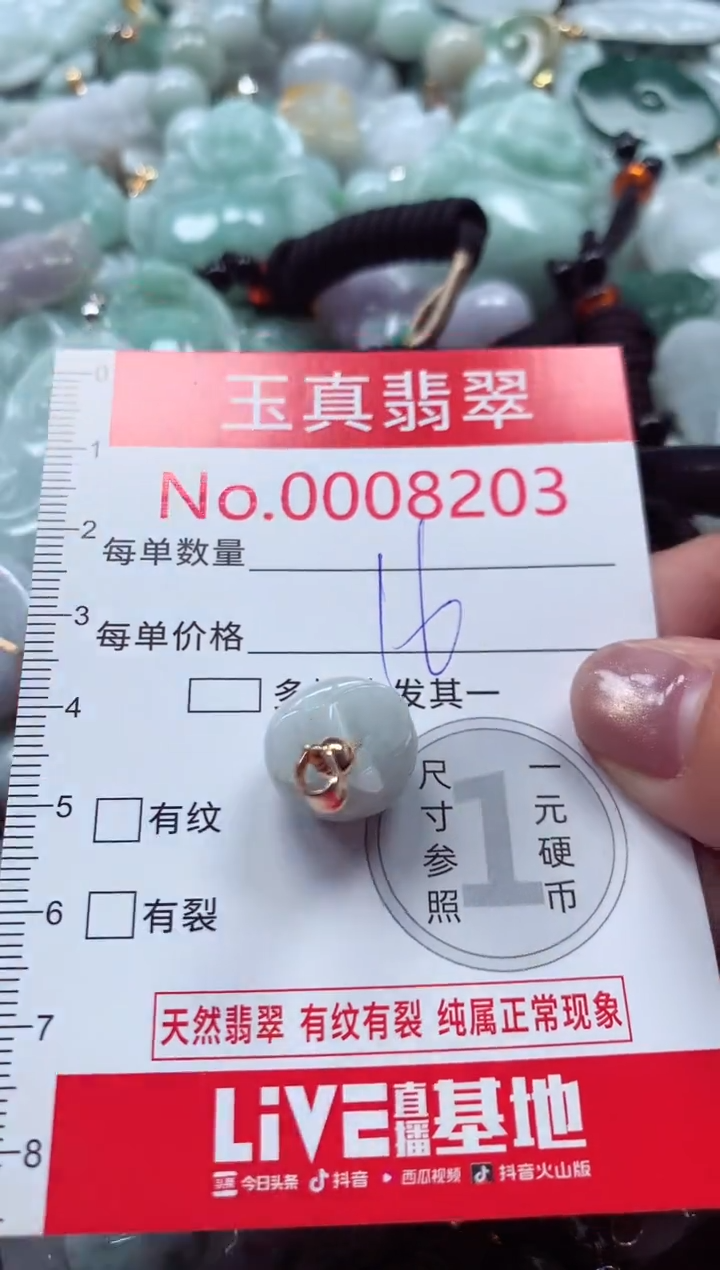 0
玉真翡翠
1
No.0008203
2
每单数量
16
3
每单价格
4
多 发其一
尺寸参照
一元硬币
1
5
有纹
6
有裂
天然翡翠 有纹有裂 纯属正常现象
7
LiVE直播基地
8
头条 今日头条 抖音 西瓜视频 抖音火山版